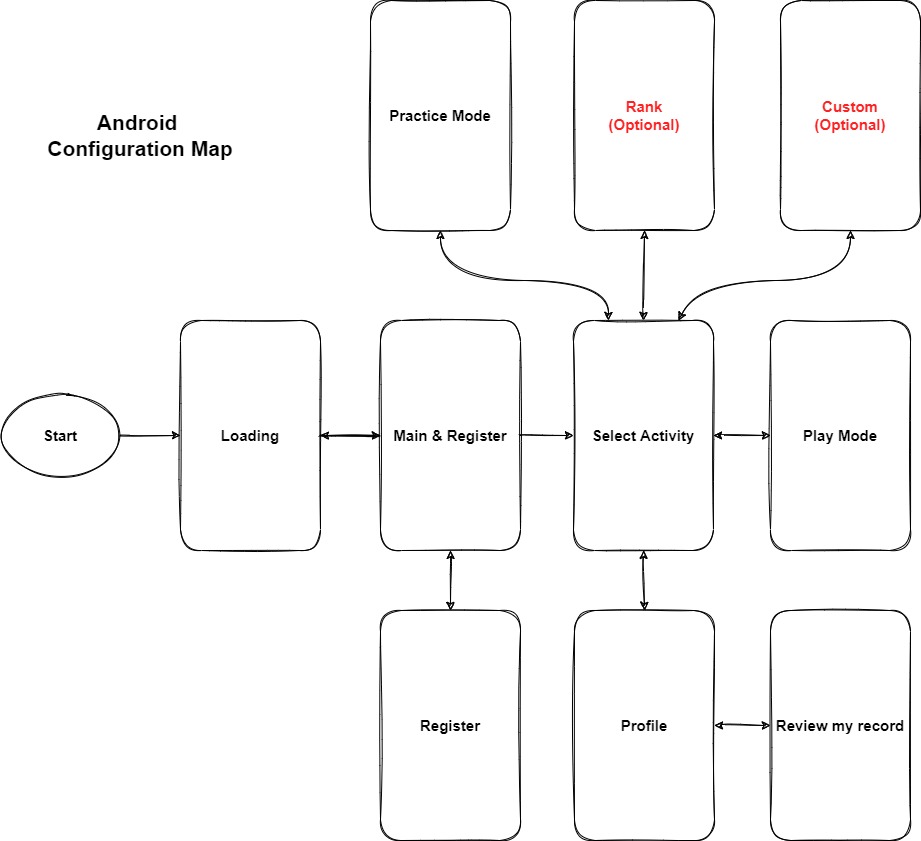 Practice Mode
Rank
(Optional)
Custom
(Optional)
Android
Configuration Map
Start
Loading
Main & Register
Select Activity
Play Mode
Register
Profile
Review my record